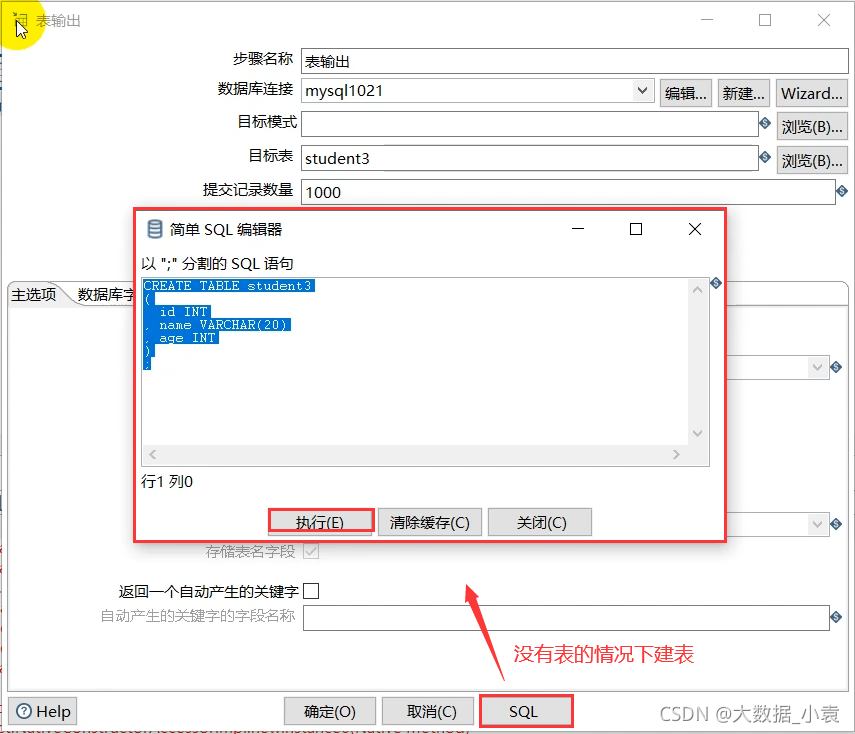 表输出
步骤名称 表输出
数据库连接 mysql1021 编辑... 新建... Wizard...
目标模式 浏览(B)...
目标表 student3 浏览(B)...
提交记录数量 1000
简单 SQL 编辑器
以 ";" 分割的 SQL 语句
主选项 数据库字
CREATE TABLE student3
(
id INT
, name VARCHAR(20)
, age INT
)
;
行1 列0
执行(E) 清除缓存(C) 关闭(C)
存储表名字段
返回一个自动产生的关键字
自动产生的关键字的字段名称
没有表的情况下建表
Help 确定(O) 取消(C) SQL
CSDN @大数据_小袁